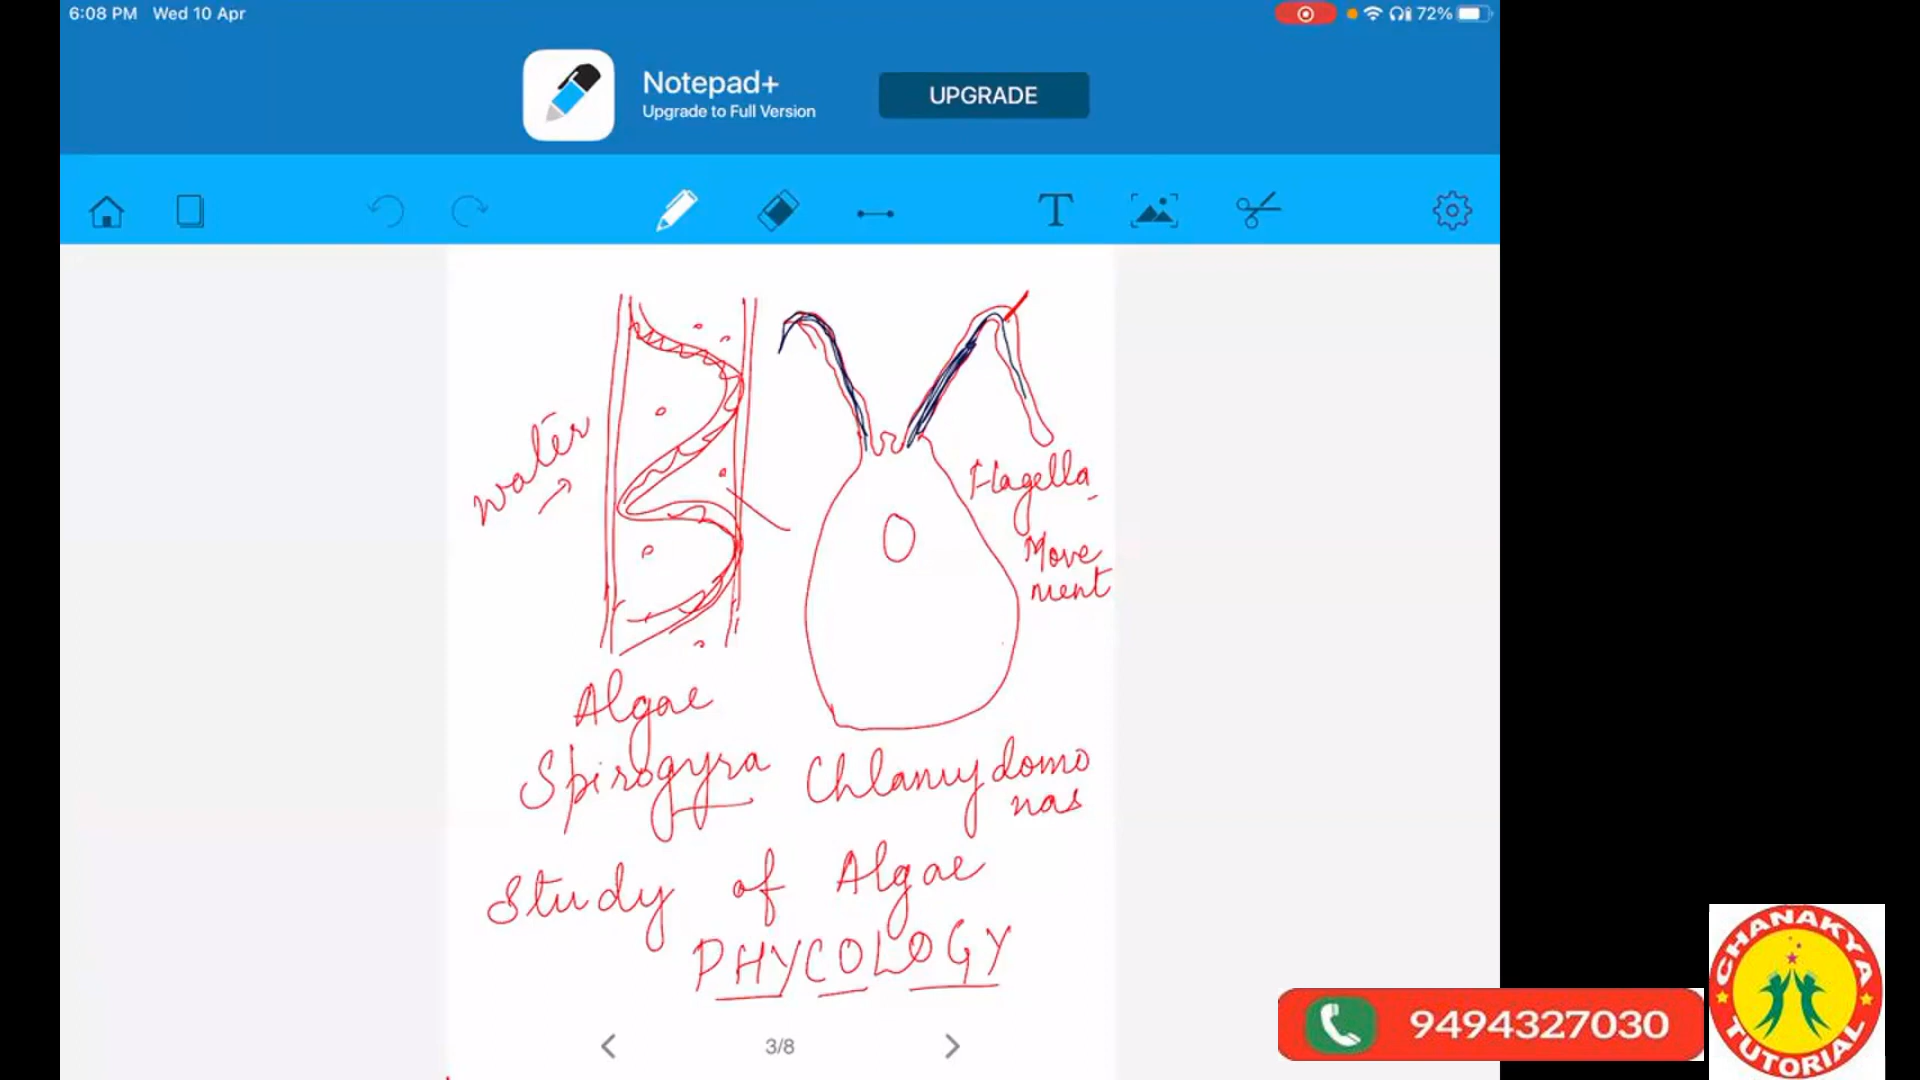 6:08 PM Wed 10 Apr
72%
Notepad+
Upgrade to Full Version
UPGRADE
T
water
Flagella
Move
ment
Algae
Spirogyra
Chlamydomo
nas
Study of Algae
PHYCOLOGY
3/8
9494327030
CHANAKYA
TUTORIAL